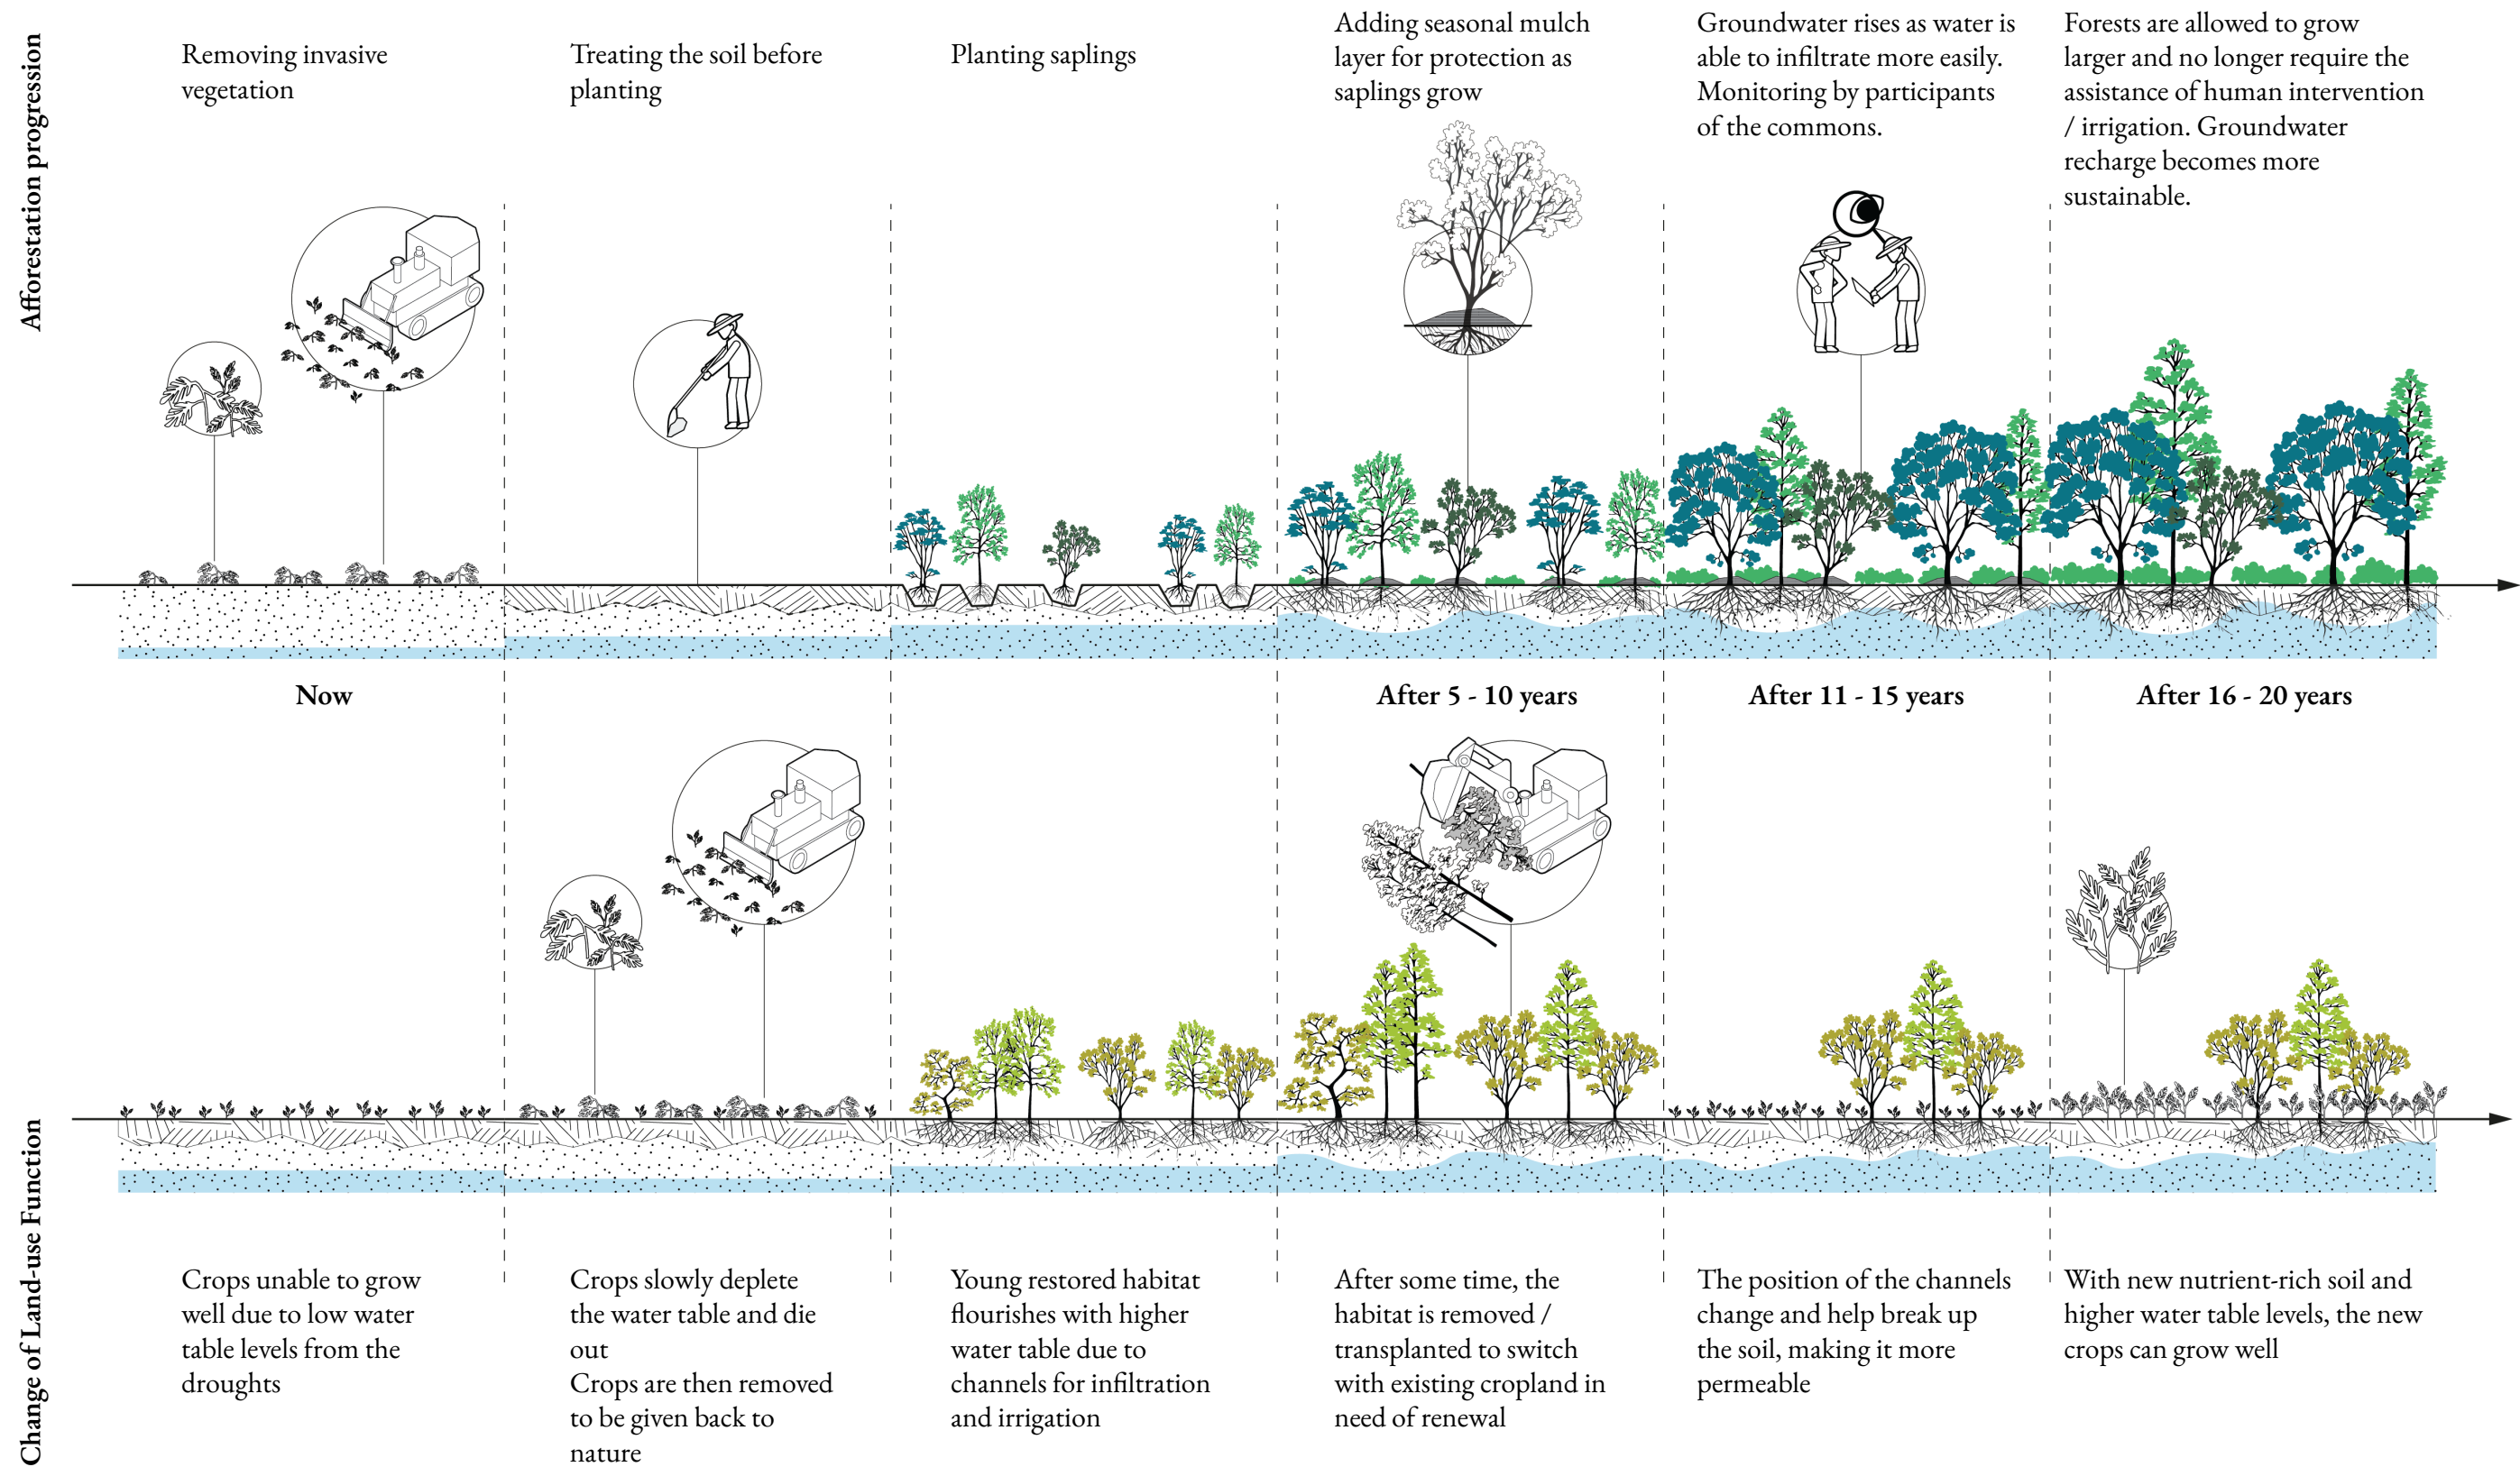 Afforestation progression
Removing invasive
vegetation
Treating the soil before
planting
Planting saplings
Adding seasonal mulch
layer for protection as
saplings grow
Groundwater rises as water is
able to infiltrate more easily.
Monitoring by participants
of the commons.
Forests are allowed to grow
larger and no longer require the
assistance of human intervention
/ irrigation. Groundwater
recharge becomes more
sustainable.
Now
After 5 - 10 years
After 11 - 15 years
After 16 - 20 years
Change of Land-use Function
Crops unable to grow
well due to low water
table levels from the
droughts
Crops slowly deplete
the water table and die
out
Crops are then removed
to be given back to
nature
Young restored habitat
flourishes with higher
water table due to
channels for infiltration
and irrigation
After some time, the
habitat is removed /
transplanted to switch
with existing cropland in
need of renewal
The position of the channels
change and help break up
the soil, making it more
permeable
With new nutrient-rich soil and
higher water table levels, the new
crops can grow well